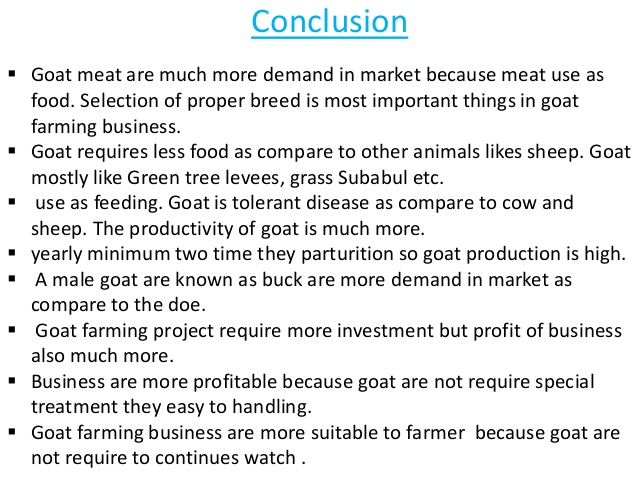 Conclusion
▪ Goat meat are much more demand in market because meat use as
food. Selection of proper breed is most important things in goat
farming business.
▪ Goat requires less food as compare to other animals likes sheep. Goat
mostly like Green tree levees, grass Subabul etc.
▪ use as feeding. Goat is tolerant disease as compare to cow and
sheep. The productivity of goat is much more.
▪ yearly minimum two time they parturition so goat production is high.
▪ A male goat are known as buck are more demand in market as
compare to the doe.
▪ Goat farming project require more investment but profit of business
also much more.
▪ Business are more profitable because goat are not require special
treatment they easy to handling.
▪ Goat farming business are more suitable to farmer because goat are
not require to continues watch .